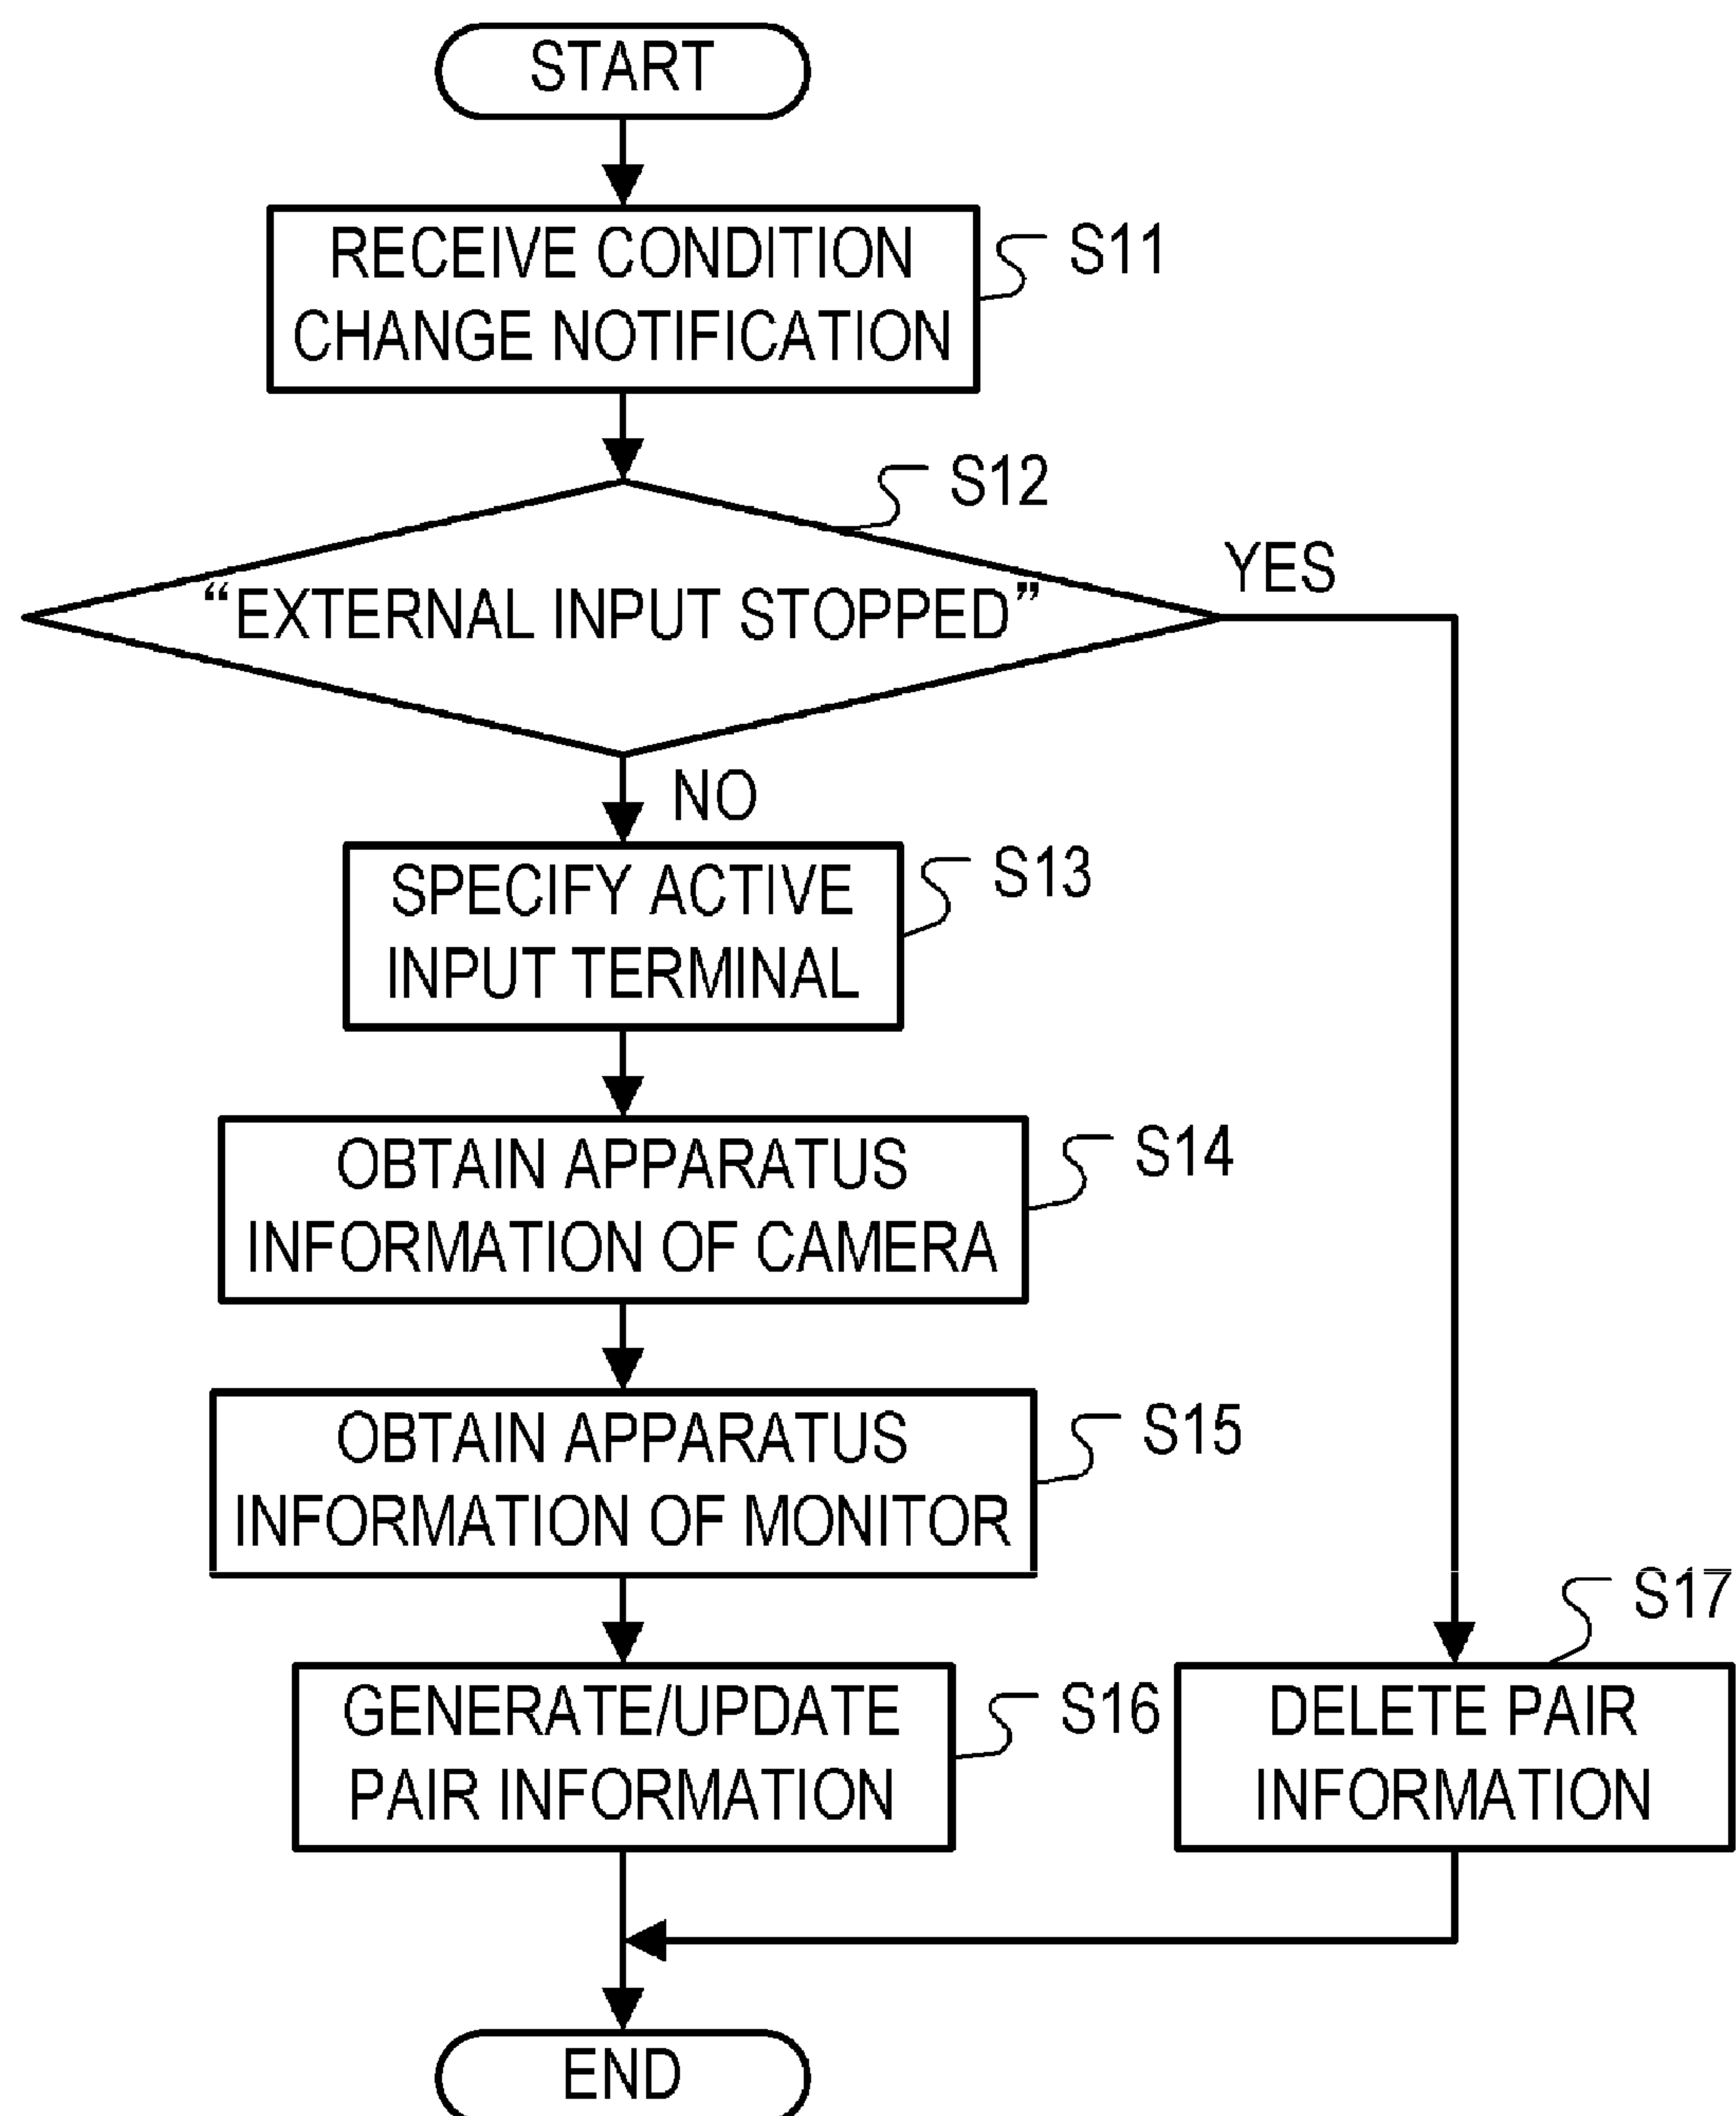 START
RECEIVE CONDITION
CHANGE NOTIFICATION
S11
S12
“EXTERNAL INPUT STOPPED”
YES
NO
SPECIFY ACTIVE
INPUT TERMINAL
S13
OBTAIN APPARATUS
INFORMATION OF CAMERA
S14
OBTAIN APPARATUS
INFORMATION OF MONITOR
S15
GENERATE/UPDATE
PAIR INFORMATION
S16
S17
DELETE PAIR
INFORMATION
END